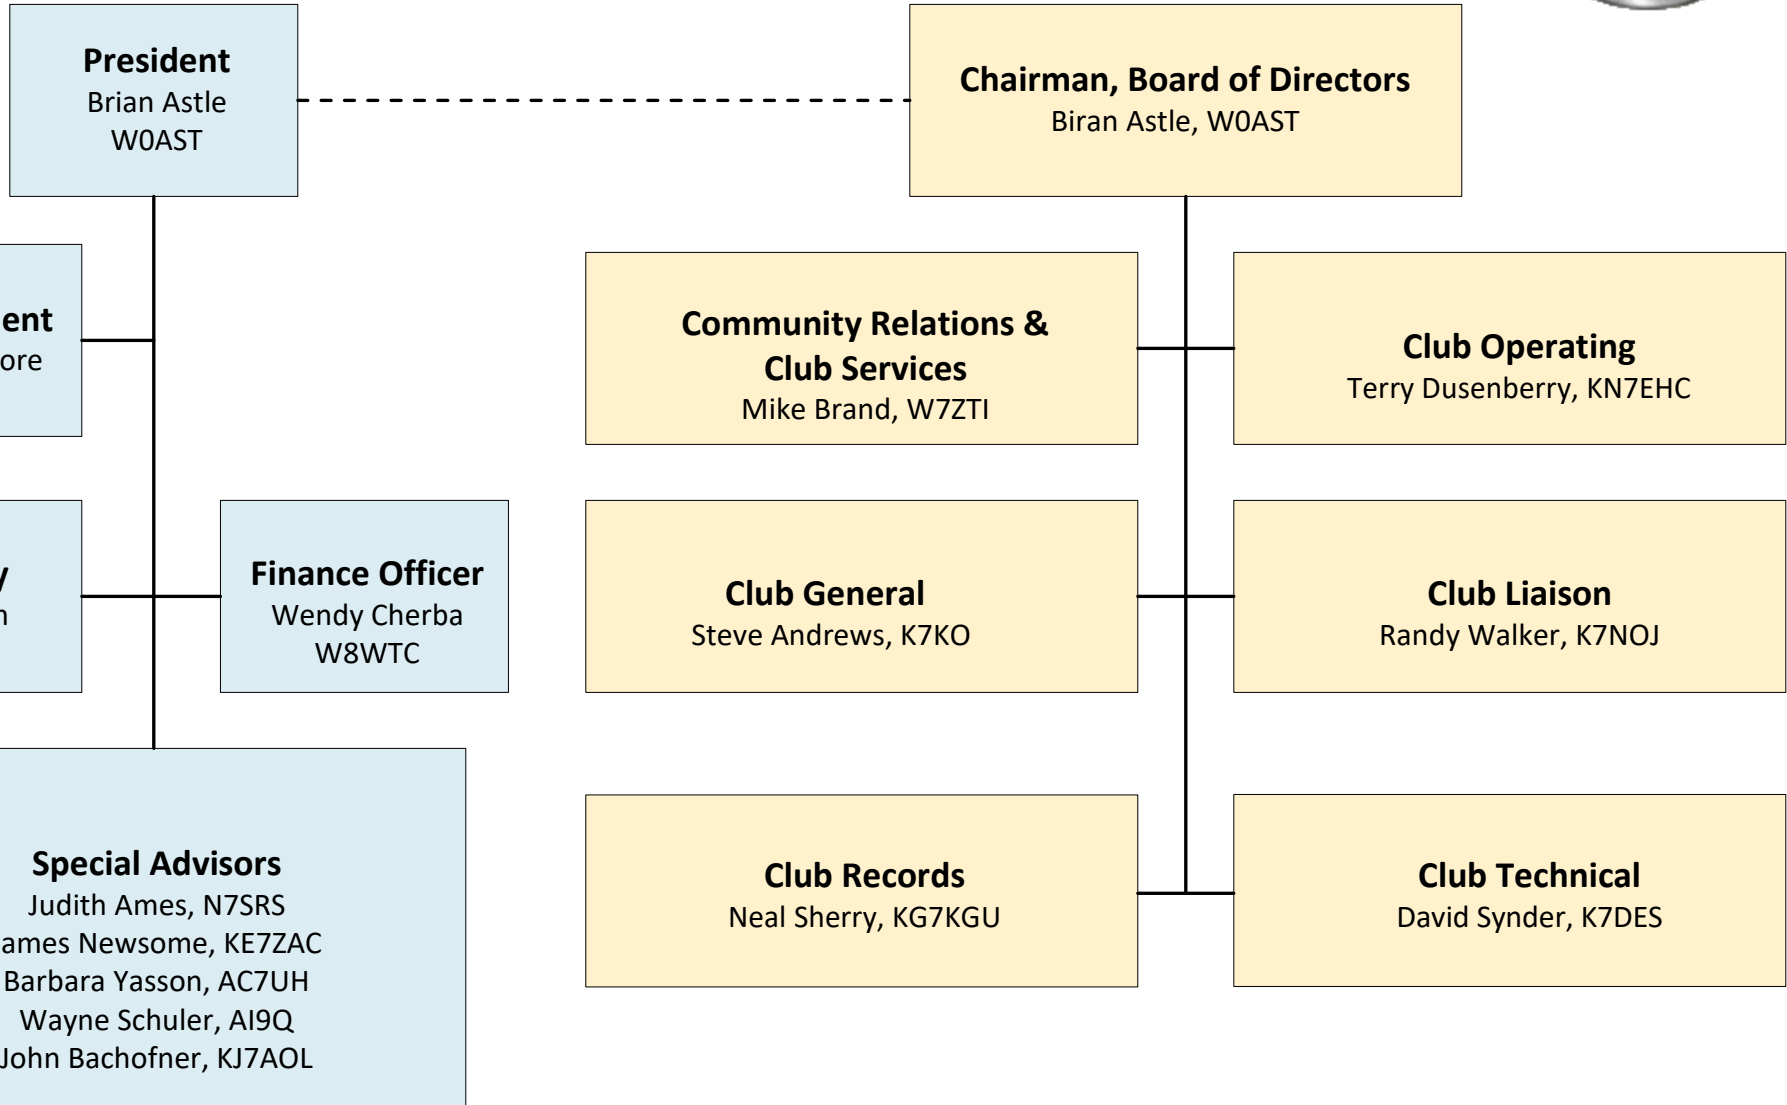 President
Brian Astle
W0AST
Chairman, Board of Directors
Biran Astle, W0AST
ent
ore
Community Relations &
Club Services
Mike Brand, W7ZTI
Club Operating
Terry Dusenberry, KN7EHC
y
Finance Officer
Wendy Cherba
W8WTC
Club General
Steve Andrews, K7KO
Club Liaison
Randy Walker, K7NOJ
Special Advisors
Judith Ames, N7SRS
ames Newsome, KE7ZAC
Barbara Yasson, AC7UH
Wayne Schuler, AI9Q
John Bachofner, KJ7AOL
Club Records
Neal Sherry, KG7KGU
Club Technical
David Synder, K7DES